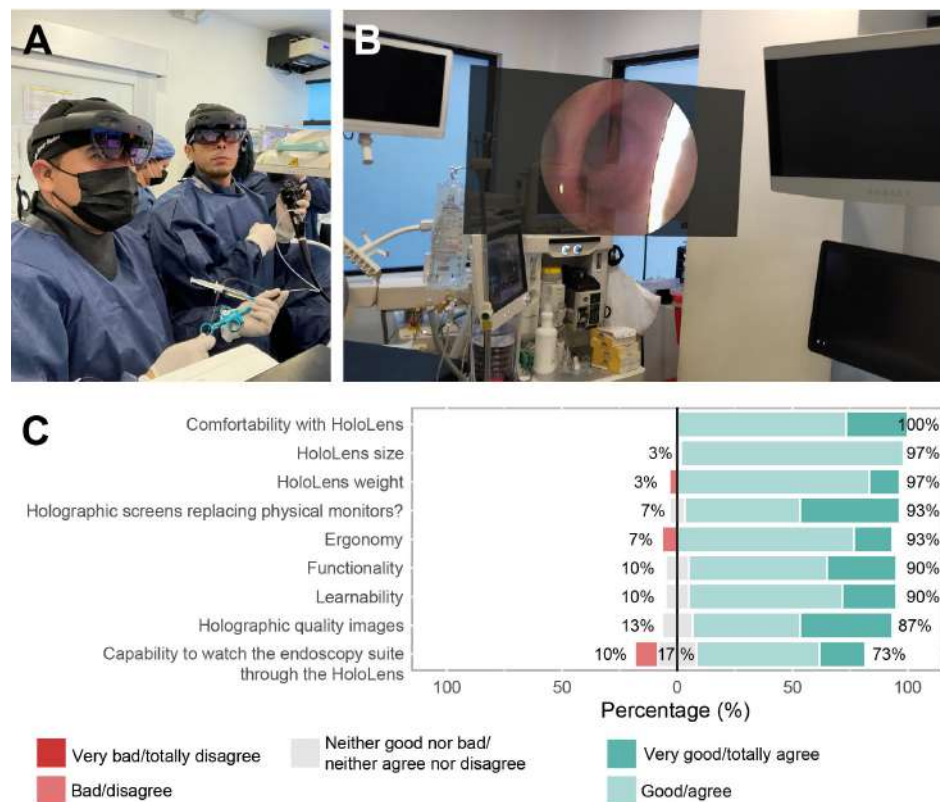 A
B
C
Comfortability with HoloLens
100%
HoloLens size
3%
97%
HoloLens weight
3%
97%
Holographic screens replacing physical monitors?
7%
93%
Ergonomy
7%
93%
Functionality
10%
90%
Learnability
10%
90%
Holographic quality images
13%
87%
Capability to watch the endoscopy suite
through the HoloLens
10%
17%
73%
100
50
0
50
100
Percentage (%)
Very bad/totally disagree
Bad/disagree
Neither good nor bad/
neither agree nor disagree
Very good/totally agree
Good/agree